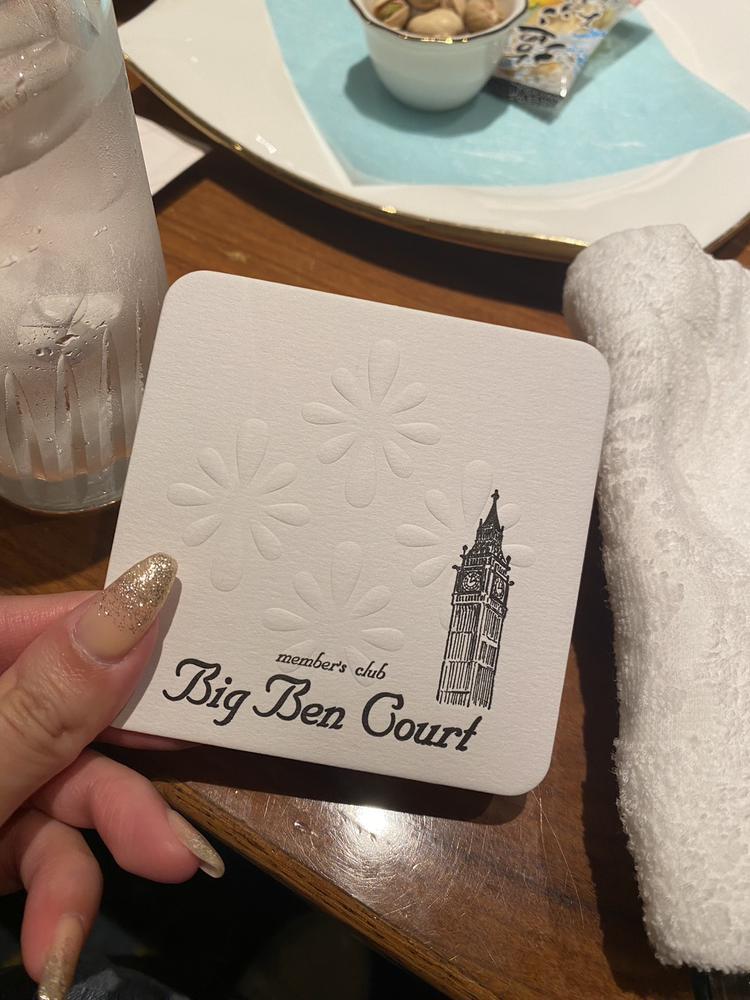 member's club
Big Ben Court